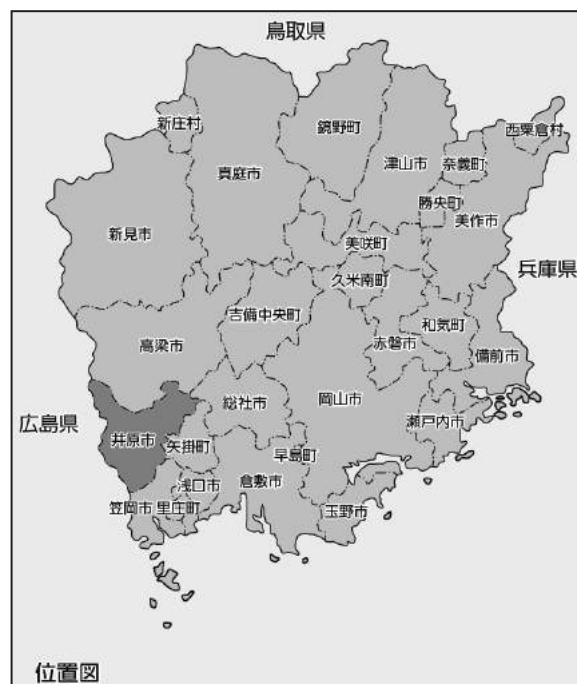 鳥取県
新庄村
鏡野町
西粟倉村
真庭市
津山市
奈義町
勝央町
美作市
新見市
美咲町
兵庫県
久米南町
吉備中央町
和気町
赤磐市
高梁市
備前市
総社市
岡山市
広島県
瀬戸内市
井原市
矢掛町
早島町
浅口市
倉敷市
笠岡市
里庄町
玉野市
位置図